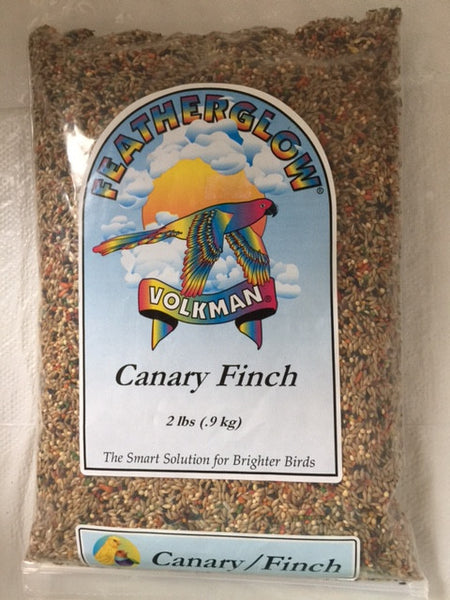 FEATHERGLOW®
VOLKMAN®
Canary Finch
2 lbs (.9 kg)
The Smart Solution for Brighter Birds
Canary/Finch